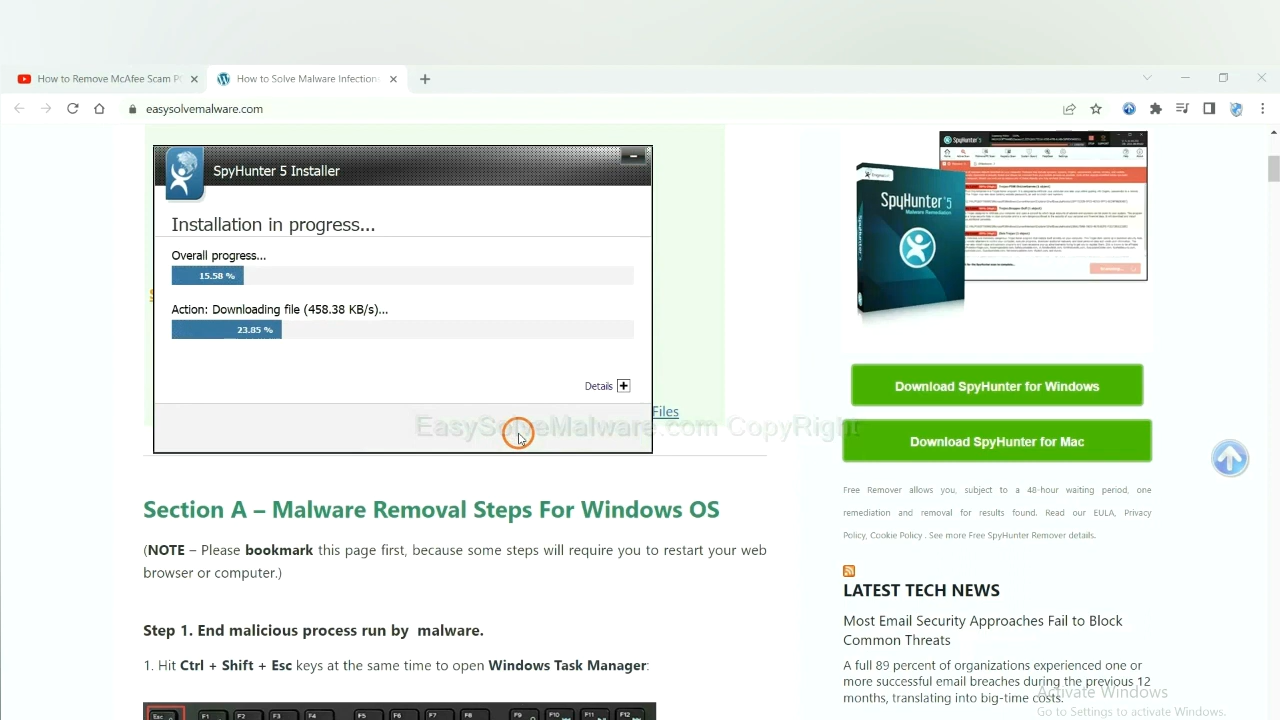 How to Remove McAfee Scam P
How to Solve Malware Infection
easysolvemalware.com
SpyHunter 5 Installer
Installation in progress...
Overall progress...
15.58 %
Action: Downloading file (458.38 KB/s)...
23.85 %
Details
Files
EasySolveMalware.com CopyRight
Section A – Malware Removal Steps For Windows OS
(NOTE – Please bookmark this page first, because some steps will require you to restart your web
browser or computer.)
Step 1. End malicious process run by malware.
1. Hit Ctrl + Shift + Esc keys at the same time to open Windows Task Manager:
Esc F1 F2 F3 F4 F5 F6 F7 F8 F9 F10 F11 F12
SpyHunter 5
Malware Remediation
Download SpyHunter for Windows
Download SpyHunter for Mac
Free Remover allows you, subject to a 48-hour waiting period, one
remediation and removal for results found. Read our EULA, Privacy
Policy, Cookie Policy . See more Free SpyHunter Remover details.
LATEST TECH NEWS
Most Email Security Approaches Fail to Block
Common Threats
A full 89 percent of organizations experienced one or
more successful email breaches during the previous 12
months, translating into big-time costs.
Activate Windows
Go to Settings to activate Windows.